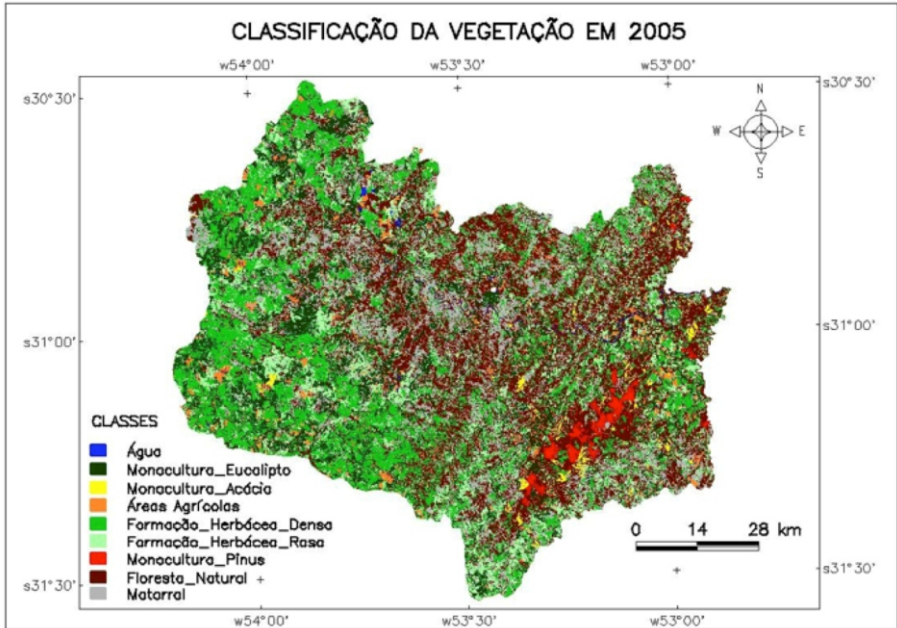 CLASSIFICAÇÃO DA VEGETAÇÃO EM 2005
w54°00' w53°30' w53°00'
s30°30' s30°30'
N
W E
S
s31°00' s31°00'
CLASSES
Água
Monocultura_Eucalipto
Monocultura_Acácia
Áreas Agrícolas
Formação_Herbácea_Densa
Formação_Herbácea_Rasa
Monocultura_Pinus
Floresta_Natural
Matorral
0 14 28 km
s31°30' s31°30'
w54°00' w53°30' w53°00'